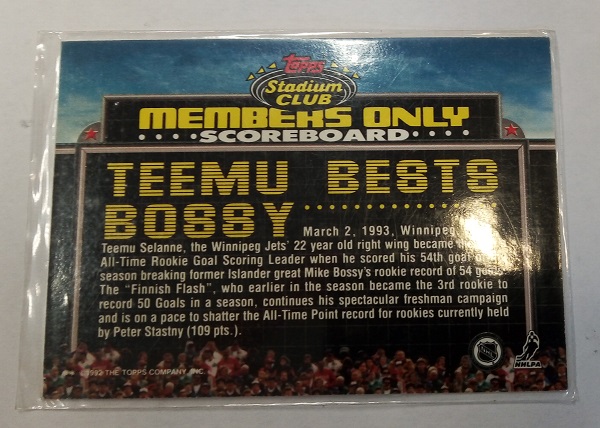 Topps
Stadium
CLUB
MEMBERS ONLY
SCOREBOARD
TEEMU BESTS
BOSSY
March 2, 1993, Winnipeg
Teemu Selanne, the Winnipeg Jets' 22 year old right wing became
All-Time Rookie Goal Scoring Leader when he scored his 54th goal
season breaking former Islander great Mike Bossy's rookie record of 54 goals.
The "Finnish Flash", who earlier in the season became the 3rd rookie to
record 50 Goals in a season, continues his spectacular freshman campaign
and is on a pace to shatter the All-Time Point record for rookies currently held
by Peter Stastny (109 pts.).
©1992 THE TOPPS COMPANY, INC.
NHL
NHLPA